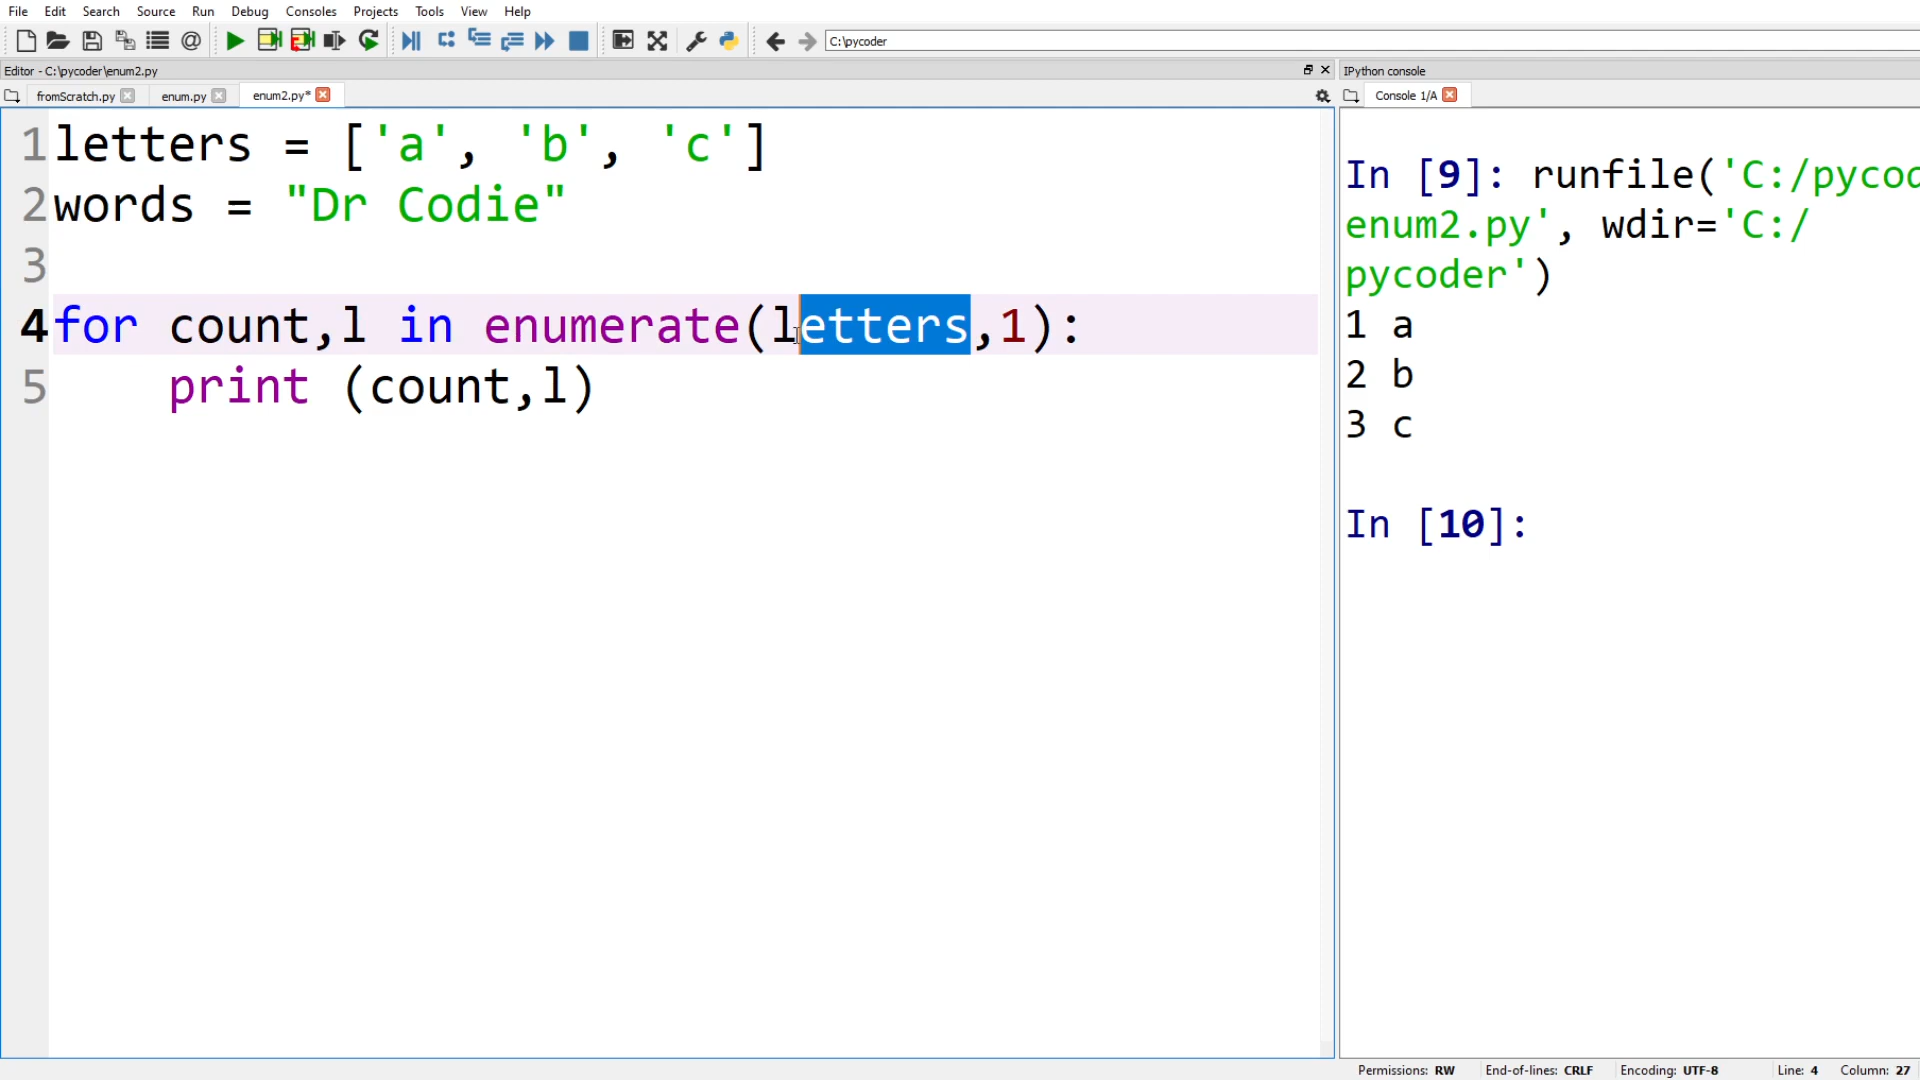 File Edit Search Source Run Debug Consoles Projects Tools View Help
C:\pycoder
Editor - C:\pycoder\enum2.py
IPython console
fromScratch.py enum.py enum2.py*
Console 1/A
1 letters = ['a', 'b', 'c']
2 words = "Dr Codie"
3
4 for count,l in enumerate(letters,1):
5 print (count,l)
In [9]: runfile('C:/pycod
enum2.py', wdir='C:/
pycoder')
1 a
2 b
3 c
In [10]:
Permissions: RW End-of-lines: CRLF Encoding: UTF-8 Line: 4 Column: 27